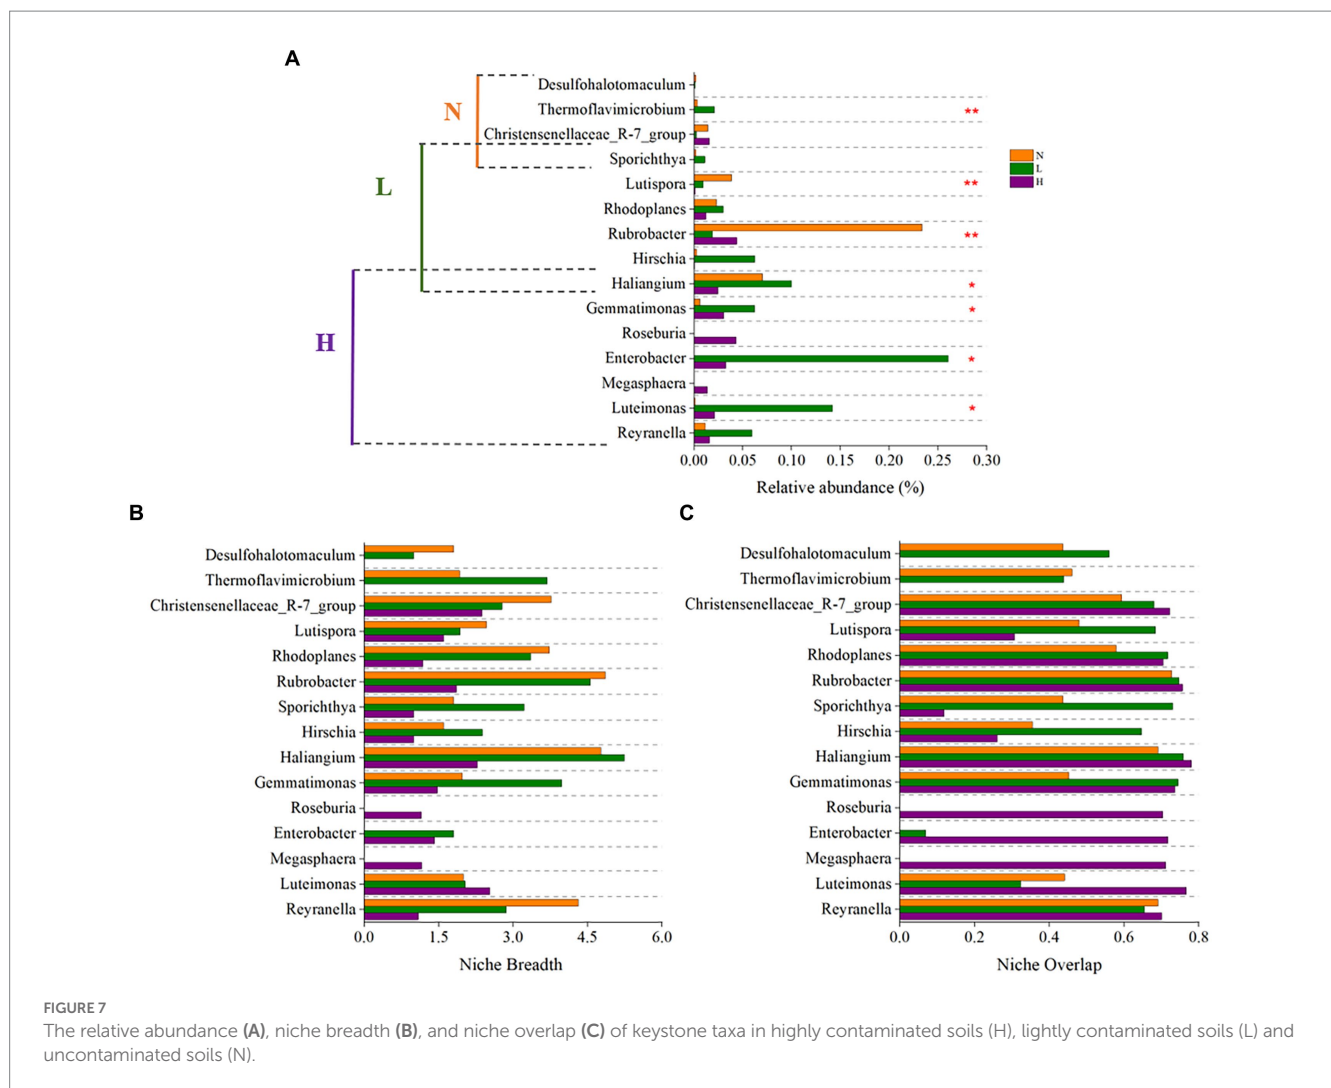 A
Desulfohalotomaculum
N
Thermoflavimicrobium
**
Christensenellaceae_R-7_group
Sporichthya
L
Lutispora
**
Rhodoplanes
Rubrobacter
**
Hirschia
Haliangium
*
Gemmatimonas
*
H
Roseburia
Enterobacter
*
Megasphaera
Luteimonas
*
Reyranella
N
L
H
0.00 0.05 0.10 0.15 0.20 0.25 0.30
Relative abundance (%)
B
Desulfohalotomaculum
Thermoflavimicrobium
Christensenellaceae_R-7_group
Lutispora
Rhodoplanes
Rubrobacter
Sporichthya
Hirschia
Haliangium
Gemmatimonas
Roseburia
Enterobacter
Megasphaera
Luteimonas
Reyranella
0.0 1.5 3.0 4.5 6.0
Niche Breadth
C
Desulfohalotomaculum
Thermoflavimicrobium
Christensenellaceae_R-7_group
Lutispora
Rhodoplanes
Rubrobacter
Sporichthya
Hirschia
Haliangium
Gemmatimonas
Roseburia
Enterobacter
Megasphaera
Luteimonas
Reyranella
0.0 0.2 0.4 0.6 0.8
Niche Overlap
FIGURE 7
The relative abundance (A), niche breadth (B), and niche overlap (C) of keystone taxa in highly contaminated soils (H), lightly contaminated soils (L) and
uncontaminated soils (N).